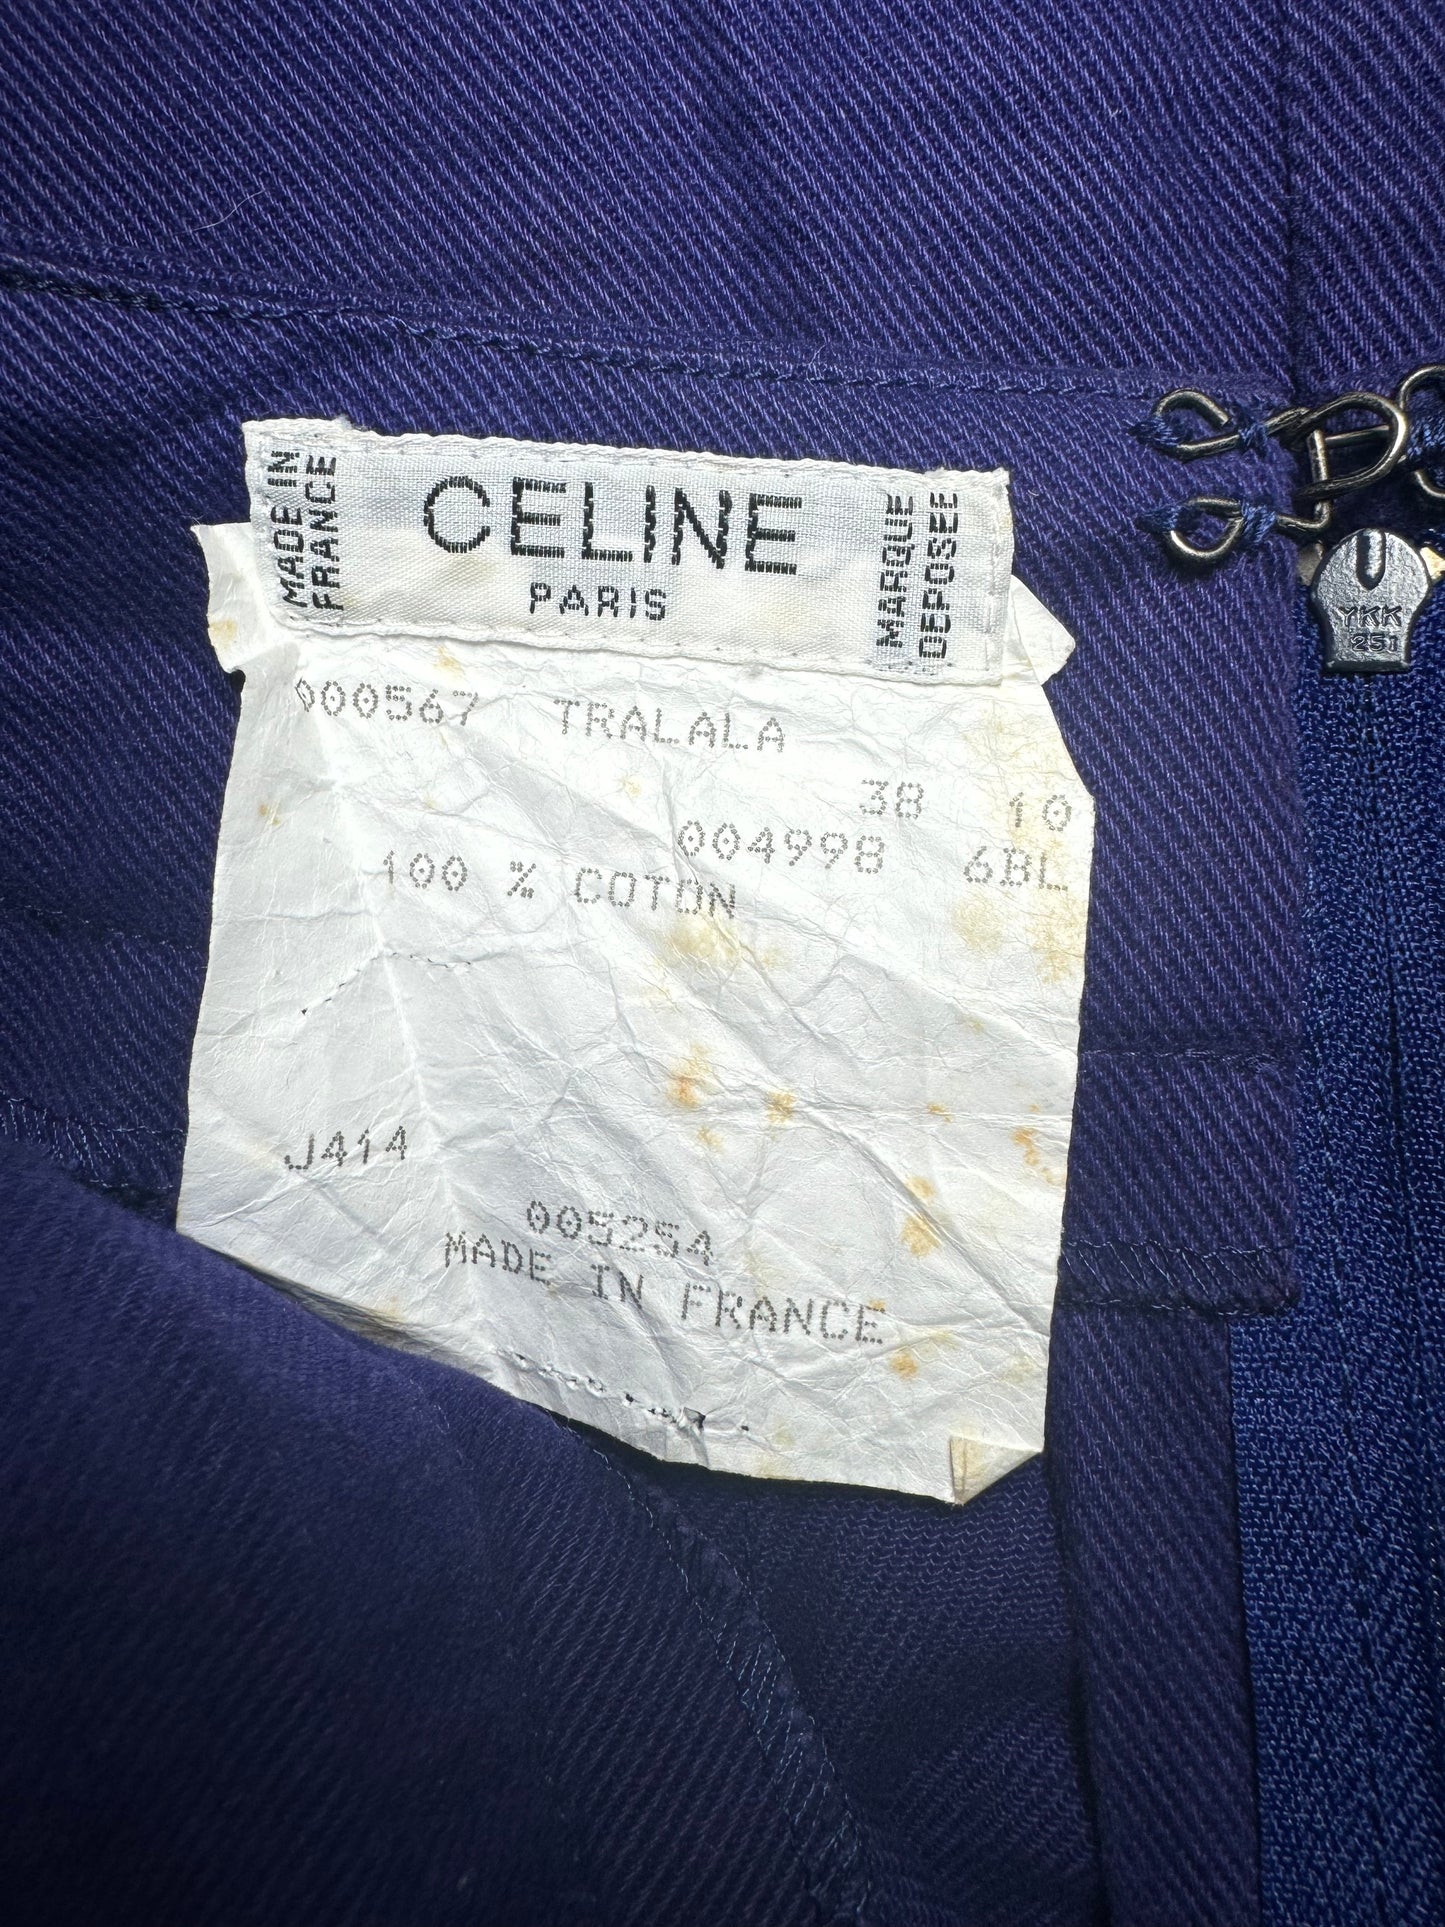 MADE IN
FRANCE
CELINE
PARIS
MARQUE
DEPOSEE
YKK
251
000567 TRALALA
38 10
004998 6BL
100 % COTON
J414
005254
MADE IN FRANCE